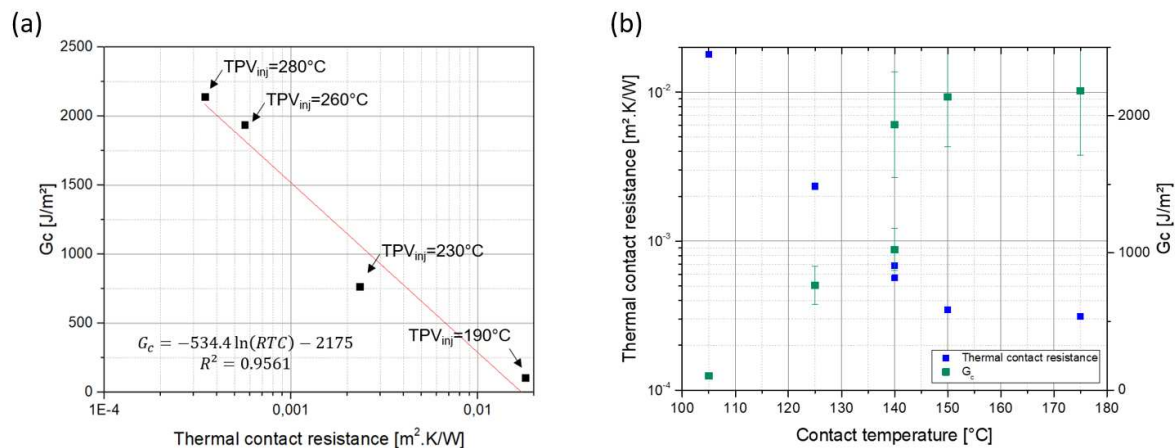 (a)
2500
2000
1500
1000
500
0
Gc [J/m²]
TPVinj=280°C
TPVinj=260°C
TPVinj=230°C
TPVinj=190°C
Gc = −534.4 ln(RTC) − 2175
R² = 0.9561
1E-4
0,001
0,01
Thermal contact resistance [m².K/W]
(b)
10⁻²
10⁻³
10⁻⁴
Thermal contact resistance [m².K/W]
2000
1000
0
Gc [J/m²]
Thermal contact resistance
Gc
100 110 120 130 140 150 160 170 180
Contact temperature [°C]